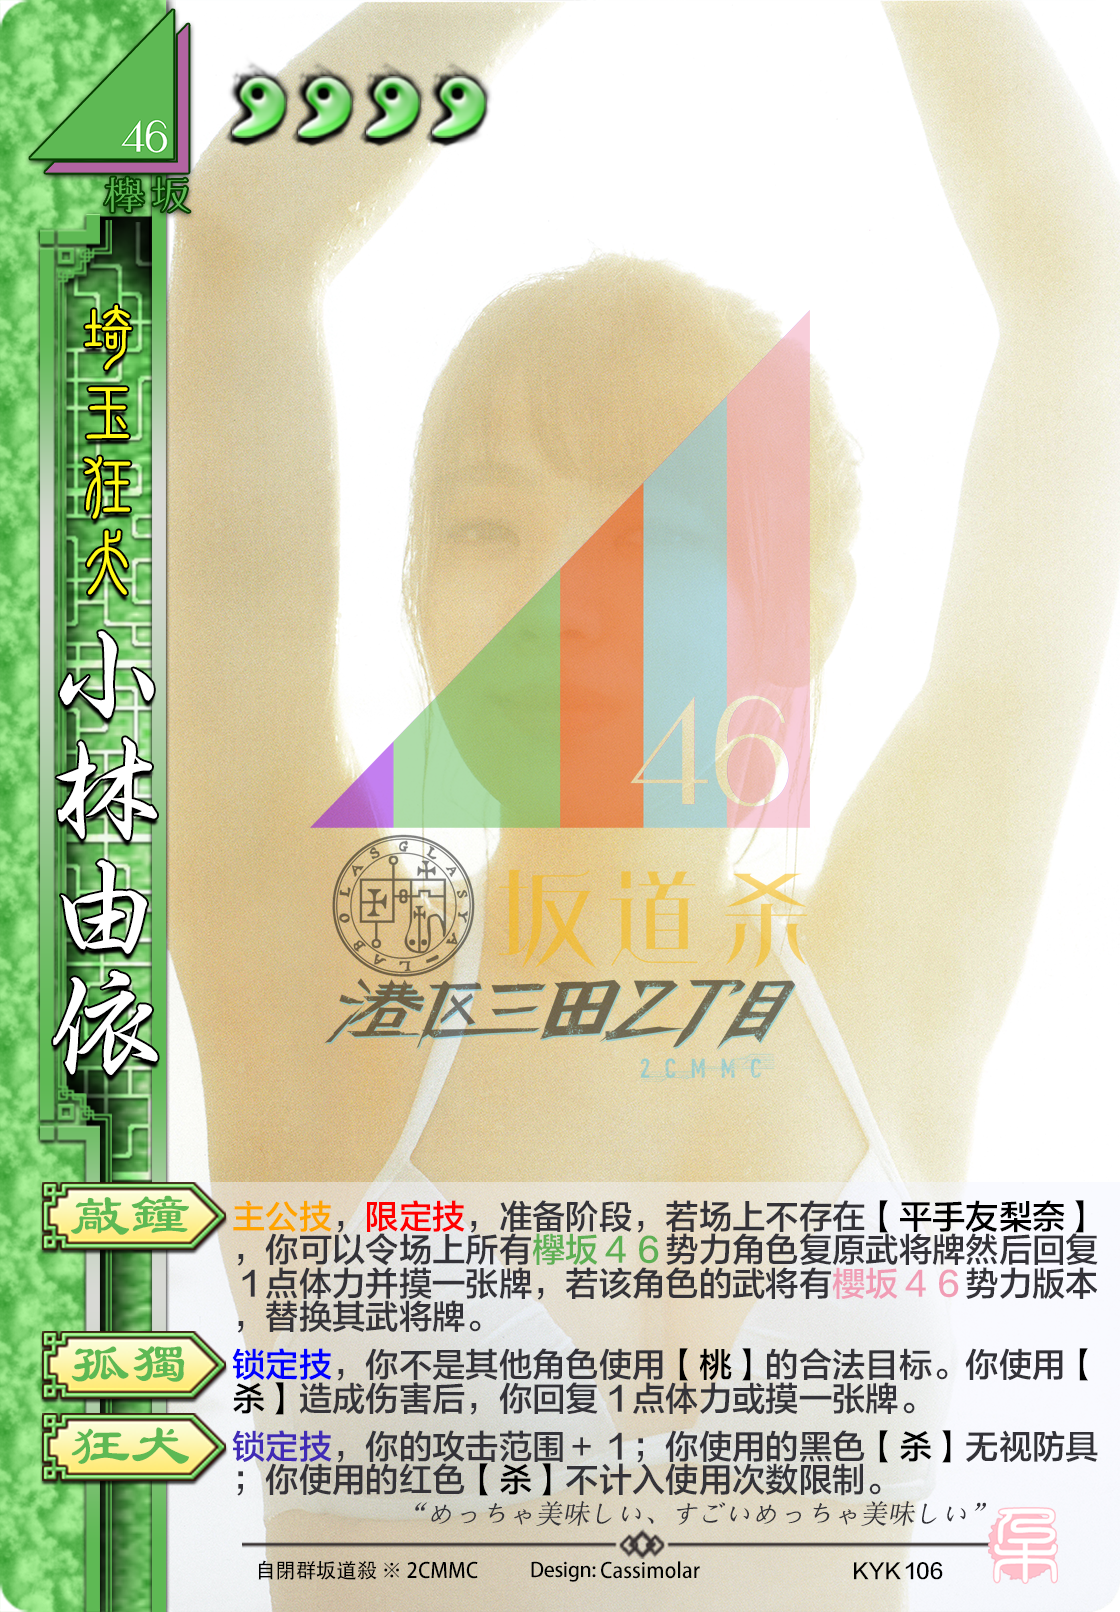 46
欅坂
埼玉狂犬
小林由依
46
GLASYA LABOLAS
坂道杀
港区三田乙丁目
2CMMC
敲鐘
主公技，限定技，准备阶段，若场上不存在【平手友梨奈】
，你可以令场上所有欅坂４６势力角色复原武将牌然后回复
1点体力并摸一张牌，若该角色的武将有櫻坂４６势力版本
，替换其武将牌。
孤獨
锁定技，你不是其他角色使用【桃】的合法目标。你使用【
杀】造成伤害后，你回复 1点体力或摸一张牌。
狂犬
锁定技，你的攻击范围＋ 1；你使用的黑色【杀】无视防具
；你使用的红色【杀】不计入使用次数限制。
“めっちゃ美味しい、すごいめっちゃ美味しい”
自閉群坂道殺 ※ 2CMMC
Design: Cassimolar
KYK 106